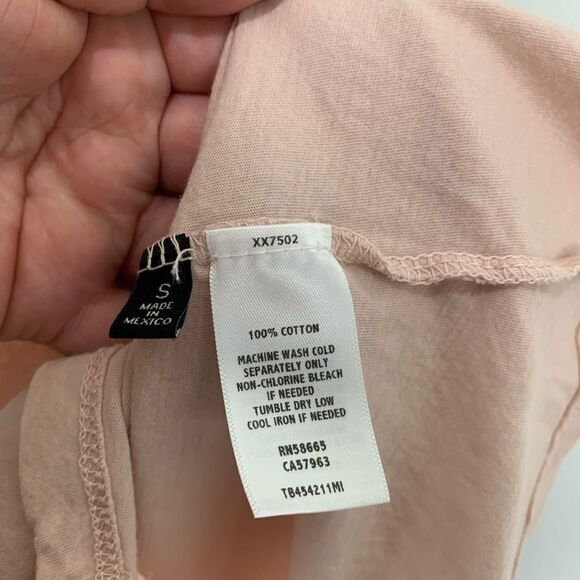 S
MADE
IN
MEXICO
XX7502
100% COTTON
MACHINE WASH COLD
SEPARATELY ONLY
NON-CHLORINE BLEACH
IF NEEDED
TUMBLE DRY LOW
COOL IRON IF NEEDED
RN58665
CA57963
TB454211MI